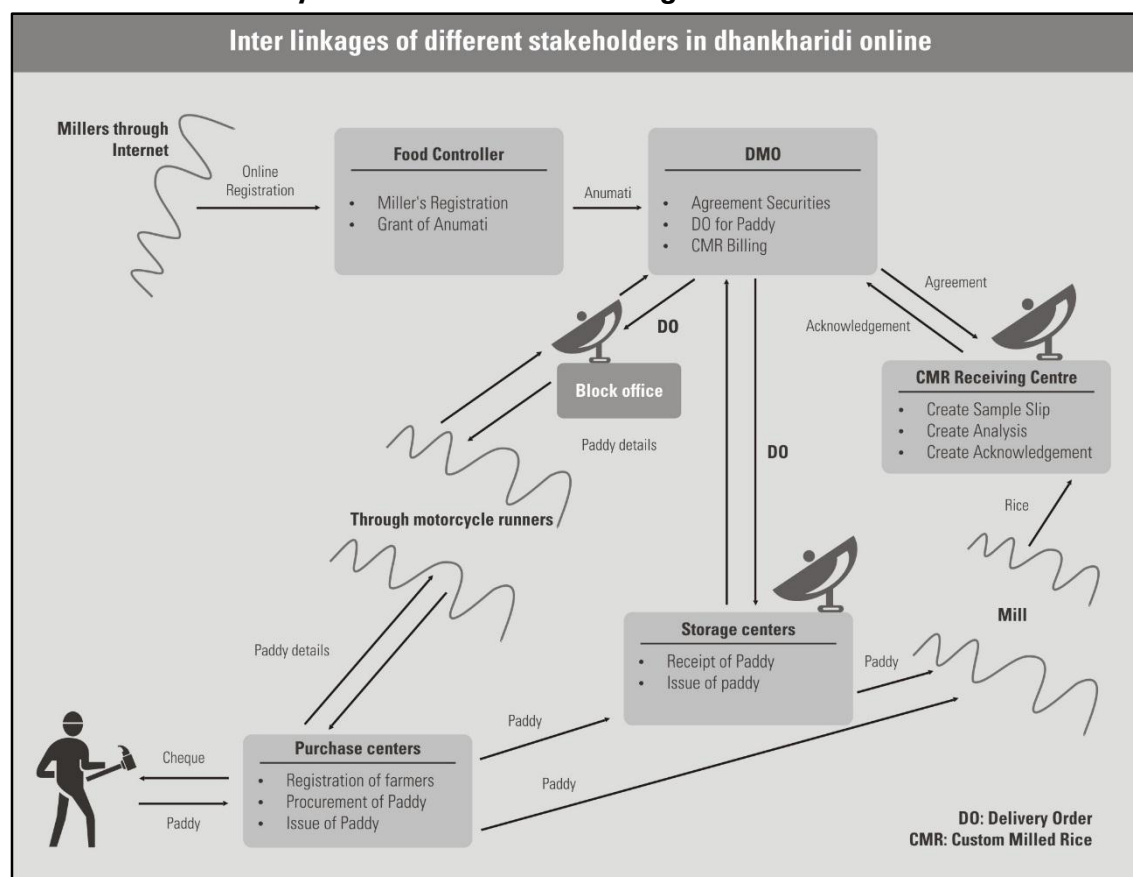 Inter linkages of different stakeholders in dhankharidi online
Millers through
Internet
Online
Registration
Food Controller
• Miller's Registration
• Grant of Anumati
Anumati
DMO
• Agreement Securities
• DO for Paddy
• CMR Billing
Agreement
Acknowledgement
DO
Block office
Paddy details
CMR Receiving Centre
• Create Sample Slip
• Create Analysis
• Create Acknowledgement
DO
Rice
Through motorcycle runners
Mill
Storage centers
• Receipt of Paddy
• Issue of paddy
Paddy
Paddy details
Paddy
Purchase centers
• Registration of farmers
• Procurement of Paddy
• Issue of Paddy
Cheque
Paddy
Paddy
DO: Delivery Order
CMR: Custom Milled Rice